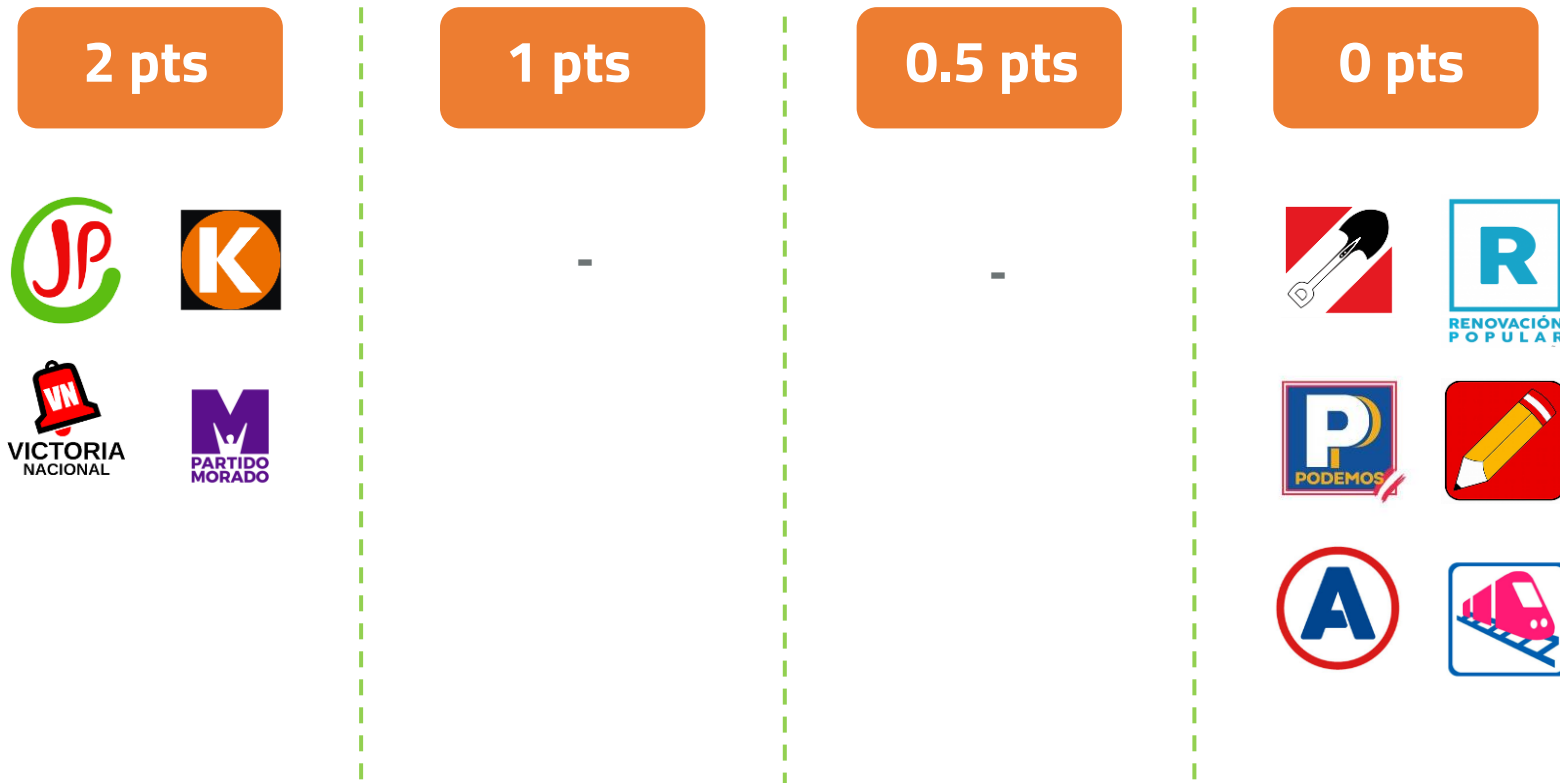 2 pts
1 pts
0.5 pts
0 pts
JP
K
VN
VICTORIA
NACIONAL
M
PARTIDO
MORADO
-
-
D
R
RENOVACIÓN
POPULAR
P
PODEMOS
A